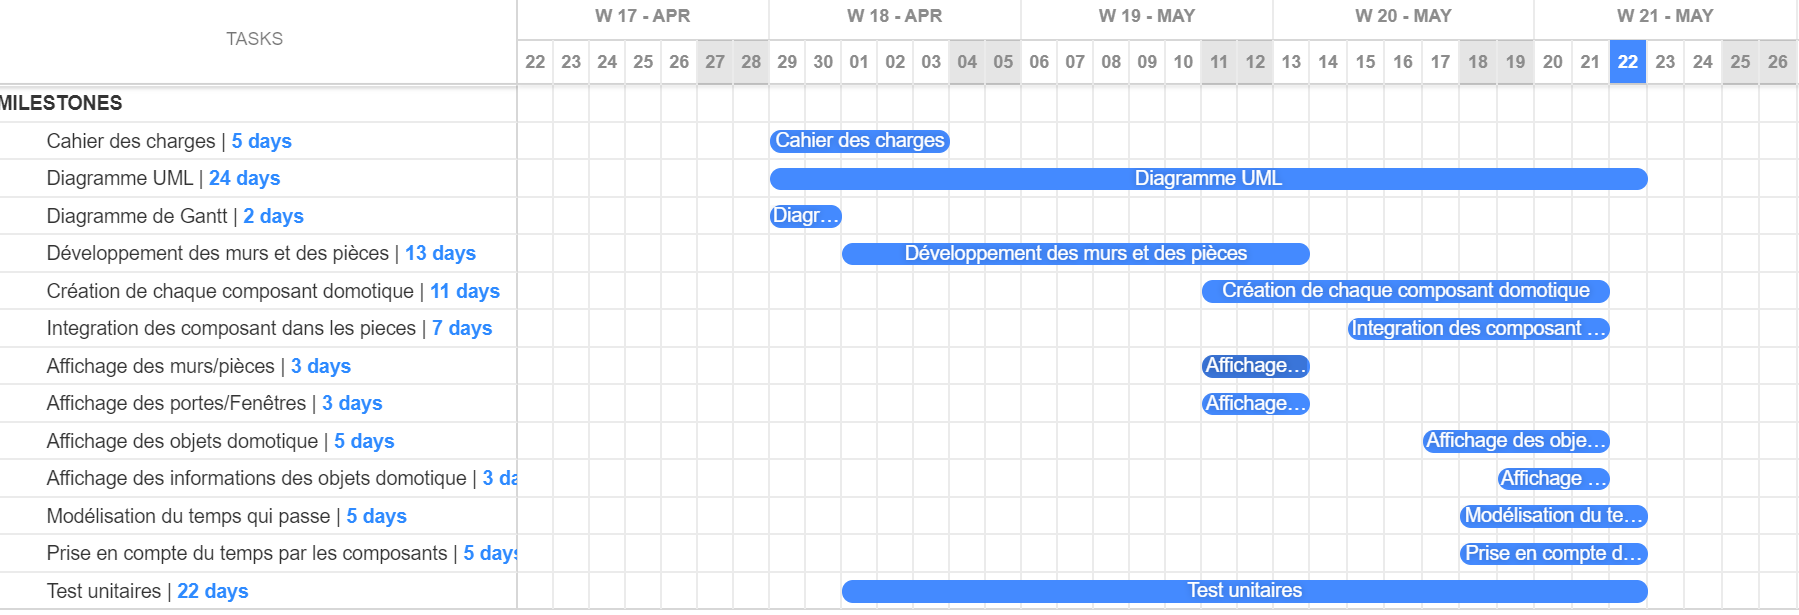 TASKS
W 17 - APR W 18 - APR W 19 - MAY W 20 - MAY W 21 - MAY
22 23 24 25 26 27 28 29 30 01 02 03 04 05 06 07 08 09 10 11 12 13 14 15 16 17 18 19 20 21 22 23 24 25 26
MILESTONES
Cahier des charges | 5 days Cahier des charges
Diagramme UML | 24 days Diagramme UML
Diagramme de Gantt | 2 days Diagr...
Développement des murs et des pièces | 13 days Développement des murs et des pièces
Création de chaque composant domotique | 11 days Création de chaque composant domotique
Integration des composant dans les pieces | 7 days Integration des composant ...
Affichage des murs/pièces | 3 days Affichage...
Affichage des portes/Fenêtres | 3 days Affichage...
Affichage des objets domotique | 5 days Affichage des obje...
Affichage des informations des objets domotique | 3 da Affichage ...
Modélisation du temps qui passe | 5 days Modélisation du te...
Prise en compte du temps par les composants | 5 days Prise en compte d...
Test unitaires | 22 days Test unitaires